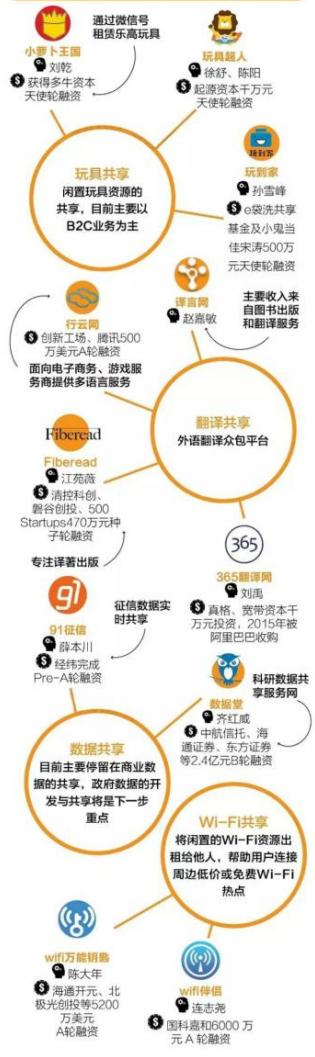 通过微信号
租赁乐高玩具
小萝卜王国
刘乾
获得多牛资本
天使轮融资
玩具超人
徐舒、陈阳
起源资本千万元
天使轮融资
玩具共享
闲置玩具资源的
共享，目前主要以
B2C业务为主
玩到家
玩到家
孙雪峰
e袋洗共享
基金及小鬼当
佳宋涛500万
元天使轮融资
行云网
创新工场、腾讯500
万美元A轮融资
面向电子商务、游戏服
务商提供多语言服务
译言网
赵嘉敏
主要收入来
自图书出版
和翻译服务
翻译共享
外语翻译众包平台
Fiberead
Fiberead
江苑薇
清控科创、
磐谷创投、500
Startups470万元种
子轮融资
专注译著出版
365
365翻译网
刘禹
真格、宽带资本千
万元投资，2015年被
阿里巴巴收购
91
91征信
薛本川
经纬完成
Pre-A轮融资
征信数据实
时共享
数据堂
齐红威
中航信托、海
通证券、东方证券
等2.4亿元B轮融资
科研数据共
享服务网
数据共享
目前主要停留在商业数
据的共享，政府数据的开
发与共享将是下一步
重点
Wi-Fi共享
将闲置的Wi-Fi资源出
租给他人，帮助用户连接
周边低价或免费Wi-Fi
热点
wifi万能钥匙
陈大年
海通开元、北
极光创投等5200
万美元
A轮融资
wifi伴侣
连志尧
国科嘉和6000 万
元 A 轮融资